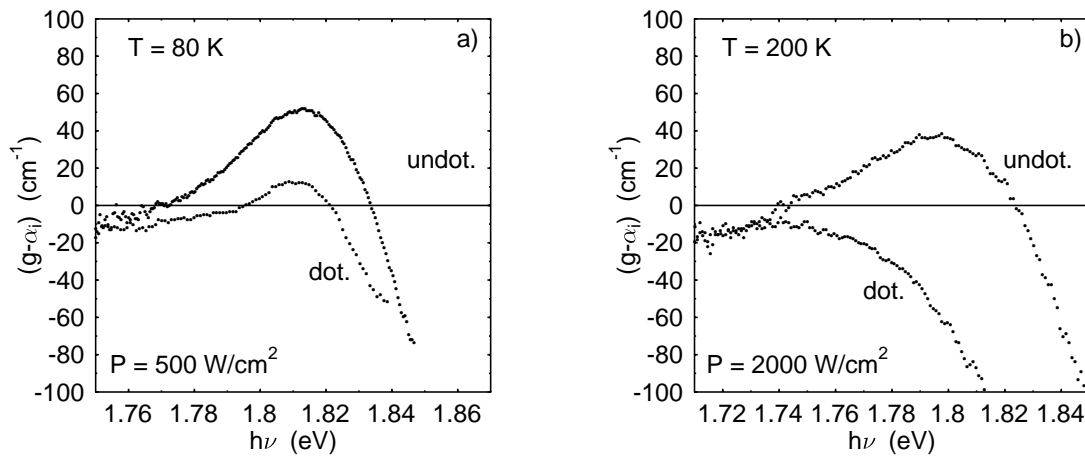 a)
T = 80 K
100
80
60
40
20
0
-20
-40
-60
-80
-100
(g-αi) (cm-1)
undot.
dot.
P = 500 W/cm2
1.76 1.78 1.8 1.82 1.84 1.86
hν (eV)
b)
T = 200 K
100
80
60
40
20
0
-20
-40
-60
-80
-100
(g-αi) (cm-1)
undot.
dot.
P = 2000 W/cm2
1.72 1.74 1.76 1.78 1.8 1.82 1.84
hν (eV)